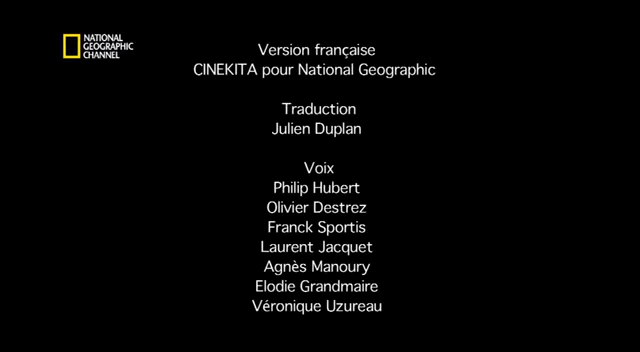 NATIONAL
GEOGRAPHIC
CHANNEL
Version française
CINEKITA pour National Geographic
Traduction
Julien Duplan
Voix
Philip Hubert
Olivier Destrez
Franck Sportis
Laurent Jacquet
Agnès Manoury
Elodie Grandmaire
Véronique Uzureau